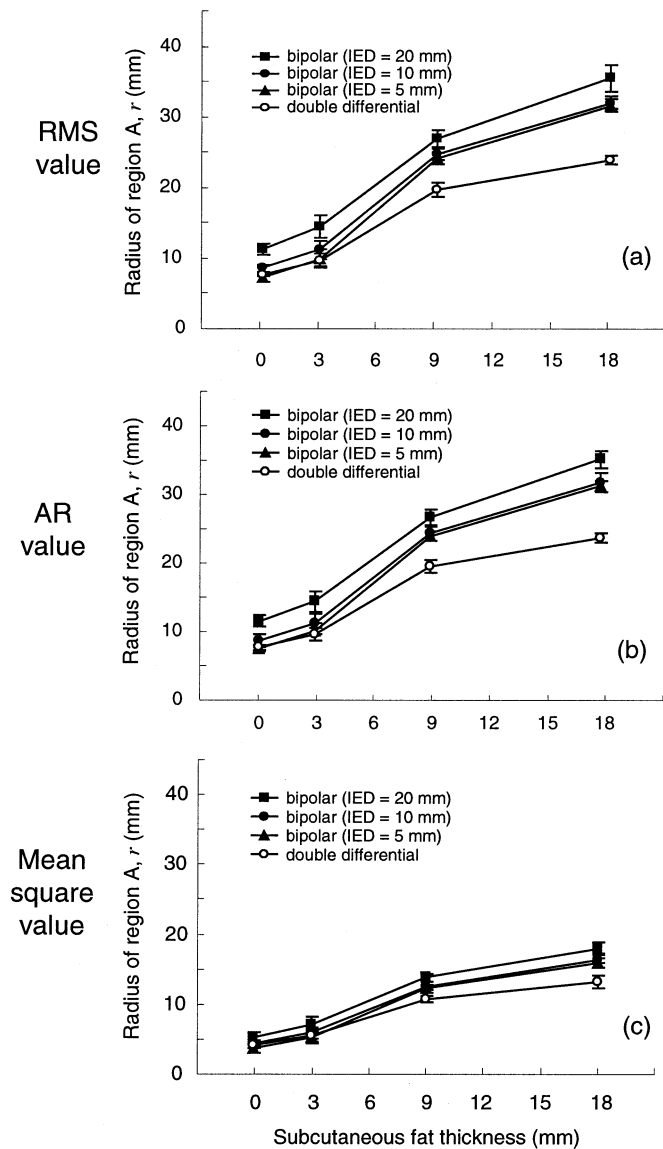 RMS
value
Radius of region A, r (mm)
40
30
20
10
0
bipolar (IED = 20 mm)
bipolar (IED = 10 mm)
bipolar (IED = 5 mm)
double differential
(a)
0 3 6 9 12 15 18
AR
value
Radius of region A, r (mm)
40
30
20
10
0
bipolar (IED = 20 mm)
bipolar (IED = 10 mm)
bipolar (IED = 5 mm)
double differential
(b)
0 3 6 9 12 15 18
Mean
square
value
Radius of region A, r (mm)
40
30
20
10
0
bipolar (IED = 20 mm)
bipolar (IED = 10 mm)
bipolar (IED = 5 mm)
double differential
(c)
0 3 6 9 12 15 18
Subcutaneous fat thickness (mm)